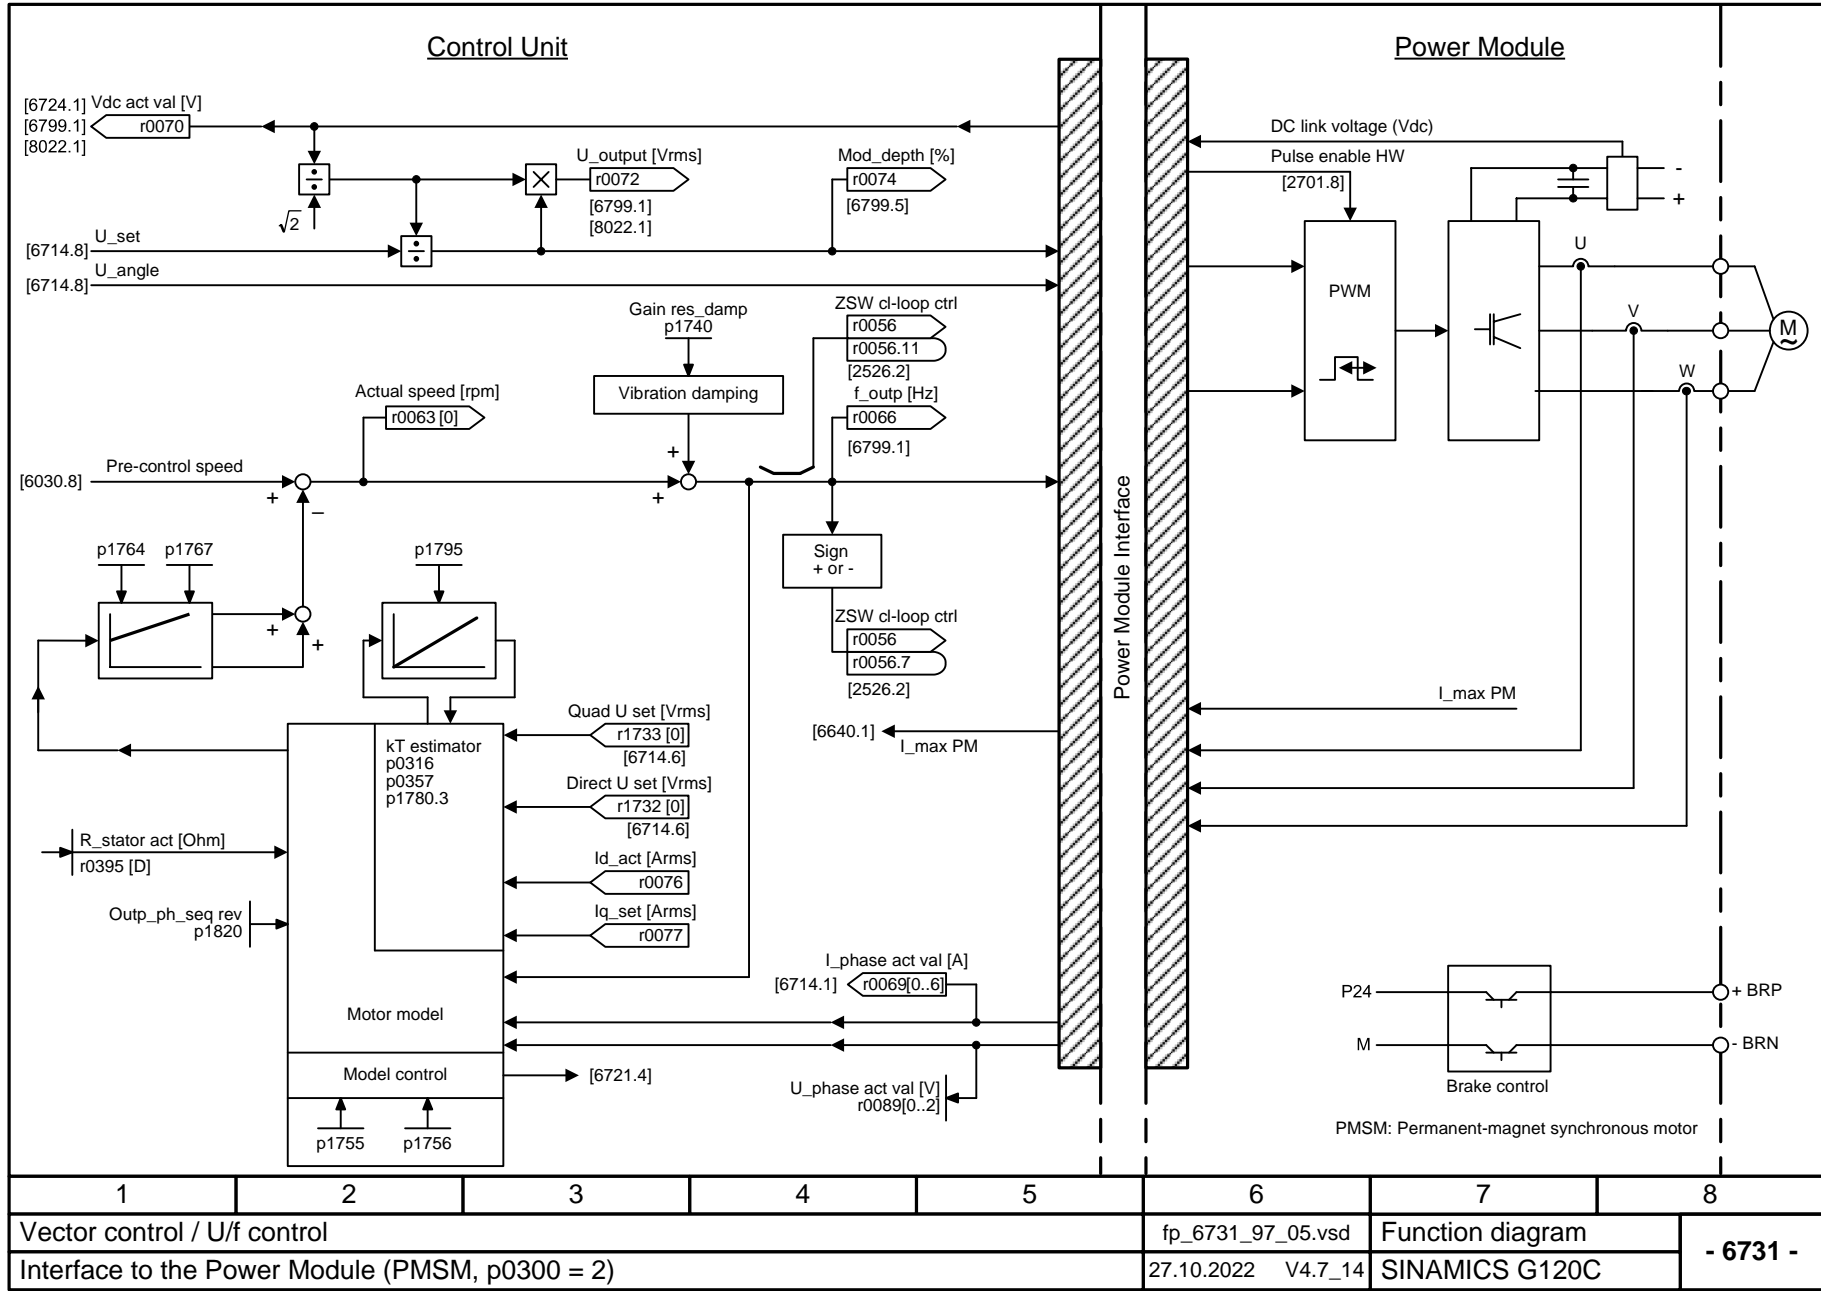 Control Unit
Power Module
[6724.1] Vdc act val [V]
[6799.1] r0070
[8022.1]
DC link voltage (Vdc)
Pulse enable HW
[2701.8]
-
+
U_output [Vrms]
r0072
[6799.1]
[8022.1]
Mod_depth [%]
r0074
[6799.5]
÷
×
√2
U_set
[6714.8]
÷
U_angle
[6714.8]
U
V
W
M
~
PWM
Gain res_damp
p1740
Vibration damping
ZSW cl-loop ctrl
r0056
r0056.11
[2526.2]
f_outp [Hz]
r0066
[6799.1]
Actual speed [rpm]
r0063 [0]
Pre-control speed
[6030.8]
+
–
+
+
Sign
+ or -
ZSW cl-loop ctrl
r0056
r0056.7
[2526.2]
p1764 p1767
p1795
+
+
Power Module Interface
I_max PM
[6640.1]
I_max PM
kT estimator
p0316
p0357
p1780.3
Quad U set [Vrms]
r1733 [0]
[6714.6]
Direct U set [Vrms]
r1732 [0]
[6714.6]
Id_act [Arms]
r0076
Iq_set [Arms]
r0077
R_stator act [Ohm]
r0395 [D]
Outp_ph_seq rev
p1820
I_phase act val [A]
[6714.1] r0069[0..6]
Motor model
Model control
[6721.4]
U_phase act val [V]
r0089[0..2]
p1755 p1756
P24
+ BRP
M
- BRN
Brake control
PMSM: Permanent-magnet synchronous motor
1 2 3 4 5 6 7 8
Vector control / U/f control
fp_6731_97_05.vsd
Function diagram
- 6731 -
Interface to the Power Module (PMSM, p0300 = 2)
27.10.2022 V4.7_14
SINAMICS G120C